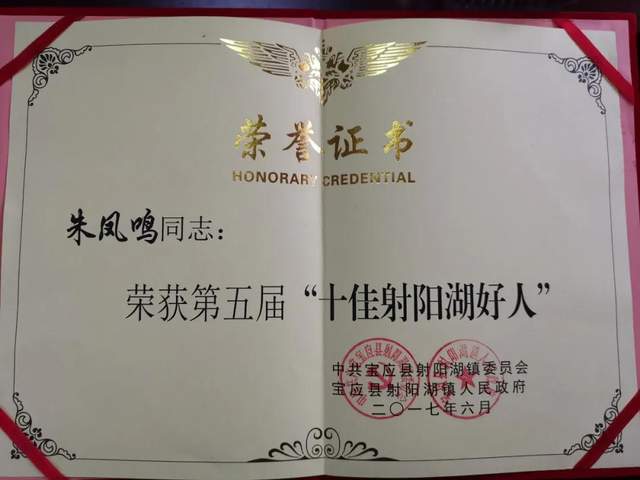 荣誉证书
HONORARY CREDENTIAL
朱凤鸣同志：
荣获第五届“十佳射阳湖好人”
中共宝应县射阳湖镇委员会
宝应县射阳湖镇人民政府
二〇一七年六月